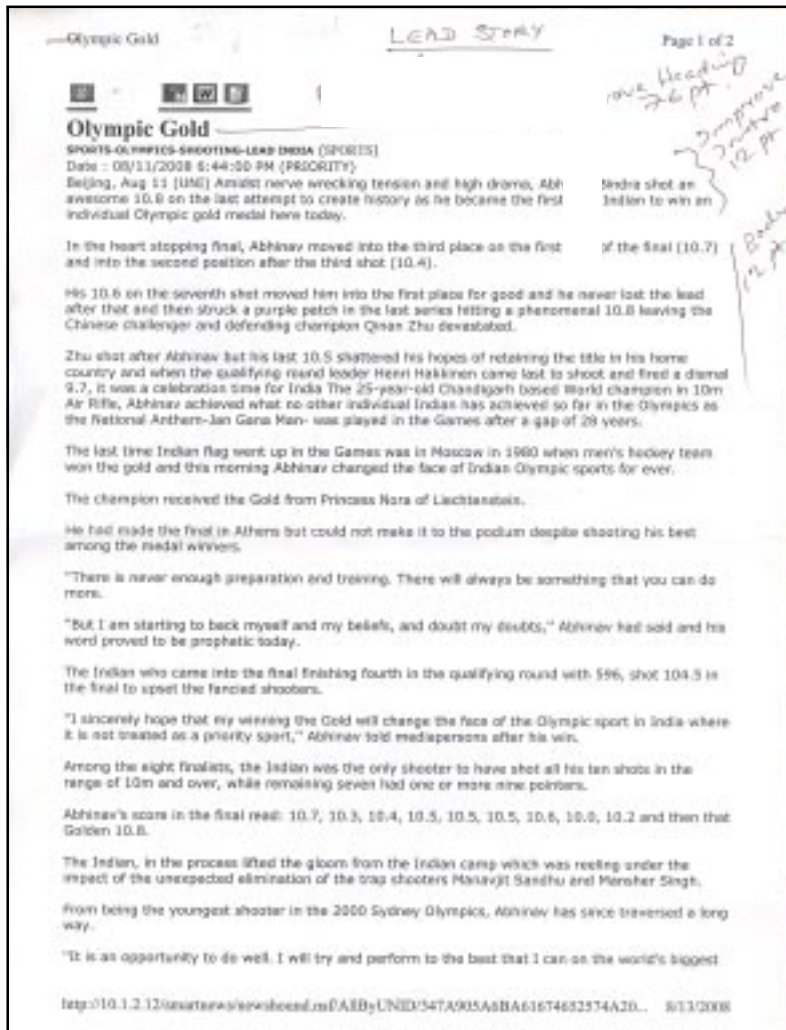 Olympic Gold LEAD STORY Page 1 of 2
ove Heading
26 pt.
Improve
Intro
12 pt
Body
12 pt
Olympic Gold
SPORTS-OLYMPICS-SHOOTING-LEAD INDIA (SPORTS)
Date : 08/11/2008 6:44:00 PM (PRIORITY)
Beijing, Aug 11 (UNI) Amidst nerve wrecking tension and high drama, Abh Bindra shot an
awesome 10.8 on the last attempt to create history as he became the first Indian to win an
individual Olympic gold medal here today.
In the heart stopping final, Abhinav moved into the third place on the first of the final (10.7)
and into the second position after the third shot (10.4).
His 10.6 on the seventh shot moved him into the first place for good and he never lost the lead
after that and then struck a purple patch in the last series hitting a phenomenal 10.8 leaving the
Chinese challenger and defending champion Qinan Zhu devastated.
Zhu shot after Abhinav but his last 10.5 shattered his hopes of retaining the title in his home
country and when the qualifying round leader Henri Hakkinen came last to shoot and fired a dismal
9.7, it was a celebration time for India The 25-year-old Chandigarh based World champion in 10m
Air Rifle, Abhinav achieved what no other individual Indian has achieved so far in the Olympics as
the National Anthem-Jan Gana Man- was played in the Games after a gap of 28 years.
The last time Indian flag went up in the Games was in Moscow in 1980 when men's hockey team
won the gold and this morning Abhinav changed the face of Indian Olympic sports for ever.
The champion received the Gold from Princess Nora of Liechtenstein.
He had made the final in Athens but could not make it to the podium despite shooting his best
among the medal winners.
"There is never enough preparation and training. There will always be something that you can do
more.
"But I am starting to back myself and my beliefs, and doubt my doubts," Abhinav had said and his
word proved to be prophetic today.
The Indian who came into the final finishing fourth in the qualifying round with 596, shot 104.5 in
the final to upset the fancied shooters.
"I sincerely hope that my winning the Gold will change the face of the Olympic sport in India where
it is not treated as a priority sport," Abhinav told mediapersons after his win.
Among the eight finalists, the Indian was the only shooter to have shot all his ten shots in the
range of 10m and over, while remaining seven had one or more nine pointers.
Abhinav's score in the final read: 10.7, 10.3, 10.4, 10.5, 10.5, 10.5, 10.6, 10.0, 10.2 and then that
Golden 10.8.
The Indian, in the process lifted the gloom from the Indian camp which was reeling under the
impact of the unexpected elimination of the trap shooters Manavjit Sandhu and Mansher Singh.
From being the youngest shooter in the 2000 Sydney Olympics, Abhinav has since traversed a long
way.
"It is an opportunity to do well. I will try and perform to the best that I can on the world's biggest
8/13/2008